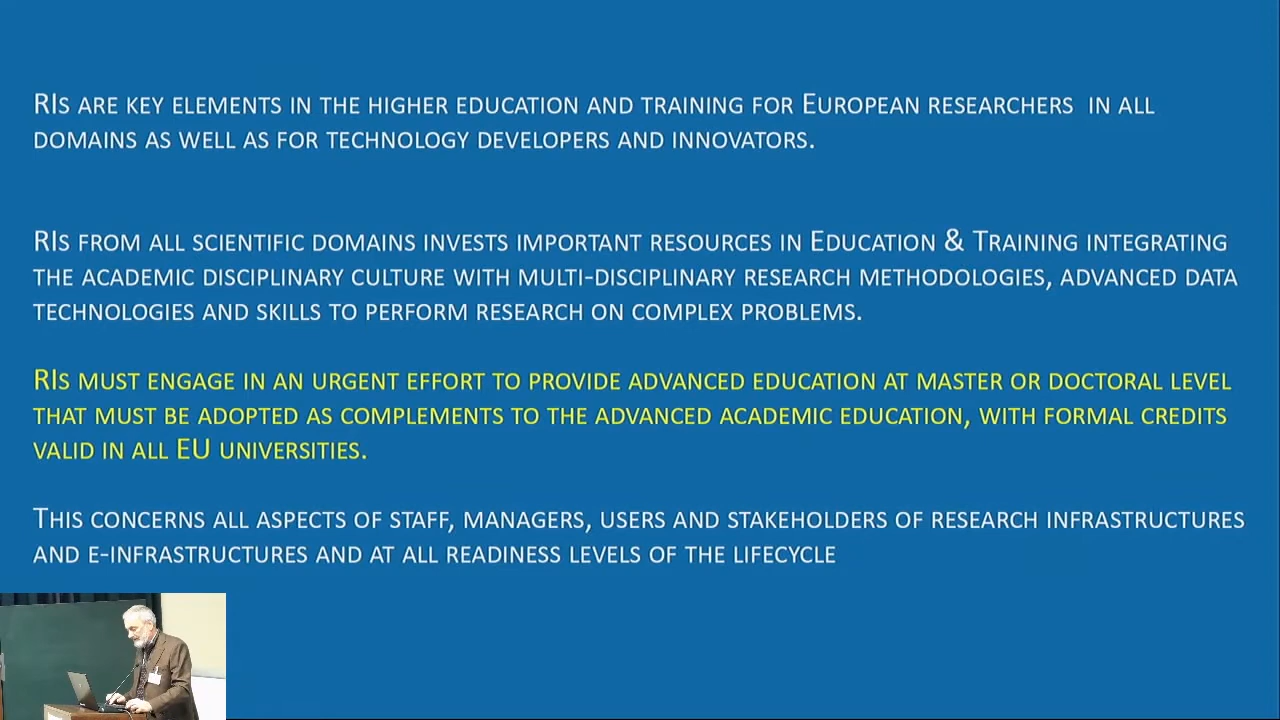 RIs are key elements in the higher education and training for European researchers in all
domains as well as for technology developers and innovators.
RIs from all scientific domains invests important resources in Education & Training integrating
the academic disciplinary culture with multi-disciplinary research methodologies, advanced data
technologies and skills to perform research on complex problems.
RIs must engage in an urgent effort to provide advanced education at master or doctoral level
that must be adopted as complements to the advanced academic education, with formal credits
valid in all EU universities.
This concerns all aspects of staff, managers, users and stakeholders of research infrastructures
and e-infrastructures and at all readiness levels of the lifecycle